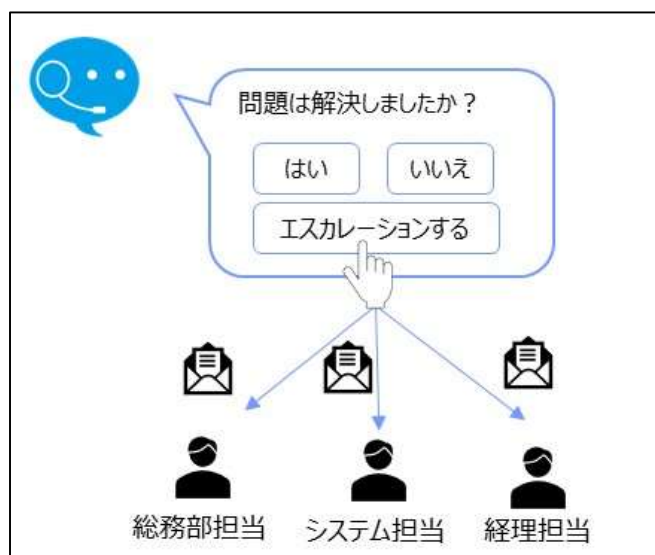 問題は解決しましたか？
はい
いいえ
エスカレーションする
総務部担当
システム担当
経理担当